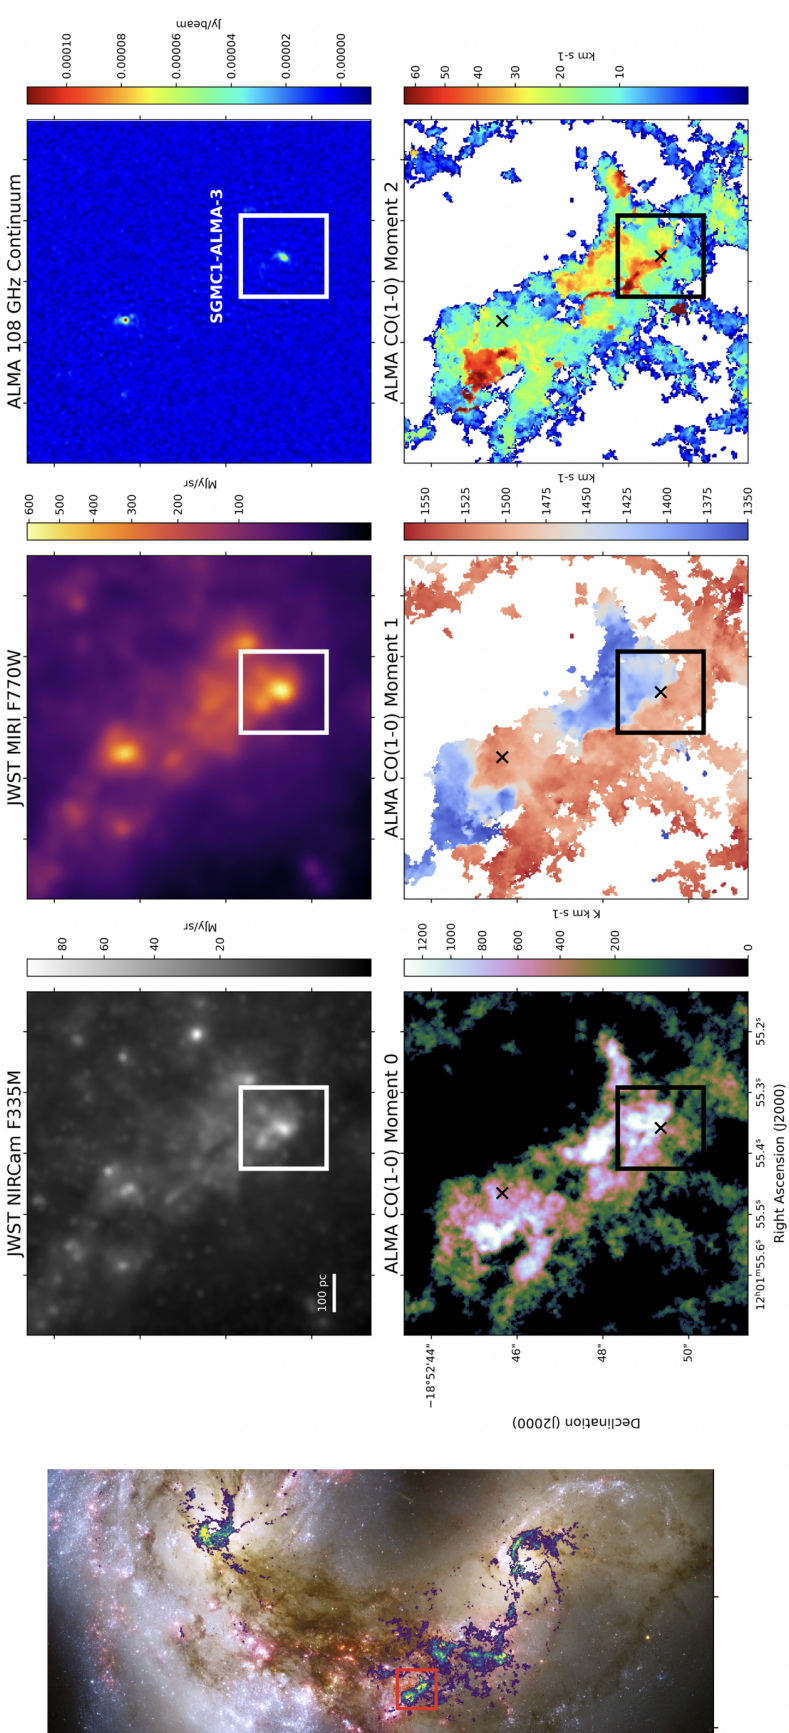 JWST NIRCam F335M
100 pc
80
60
40
20
MJy/sr
JWST MIRI F770W
600
500
400
300
200
100
MJy/sr
ALMA 108 GHz Continuum
SGMC1-ALMA-3
0.00010
0.00008
0.00006
0.00004
0.00002
0.00000
Jy/beam
ALMA CO(1-0) Moment 0
1200
1000
800
600
400
200
0
K km s-1
ALMA CO(1-0) Moment 1
1550
1525
1500
1475
1450
1425
1400
1375
1350
km s-1
ALMA CO(1-0) Moment 2
60
50
40
30
20
10
km s-1
−18°52'44"
46"
48"
50"
Declination (J2000)
12ʰ01ᵐ55.6ˢ
55.5ˢ
55.4ˢ
55.3ˢ
55.2ˢ
Right Ascension (J2000)